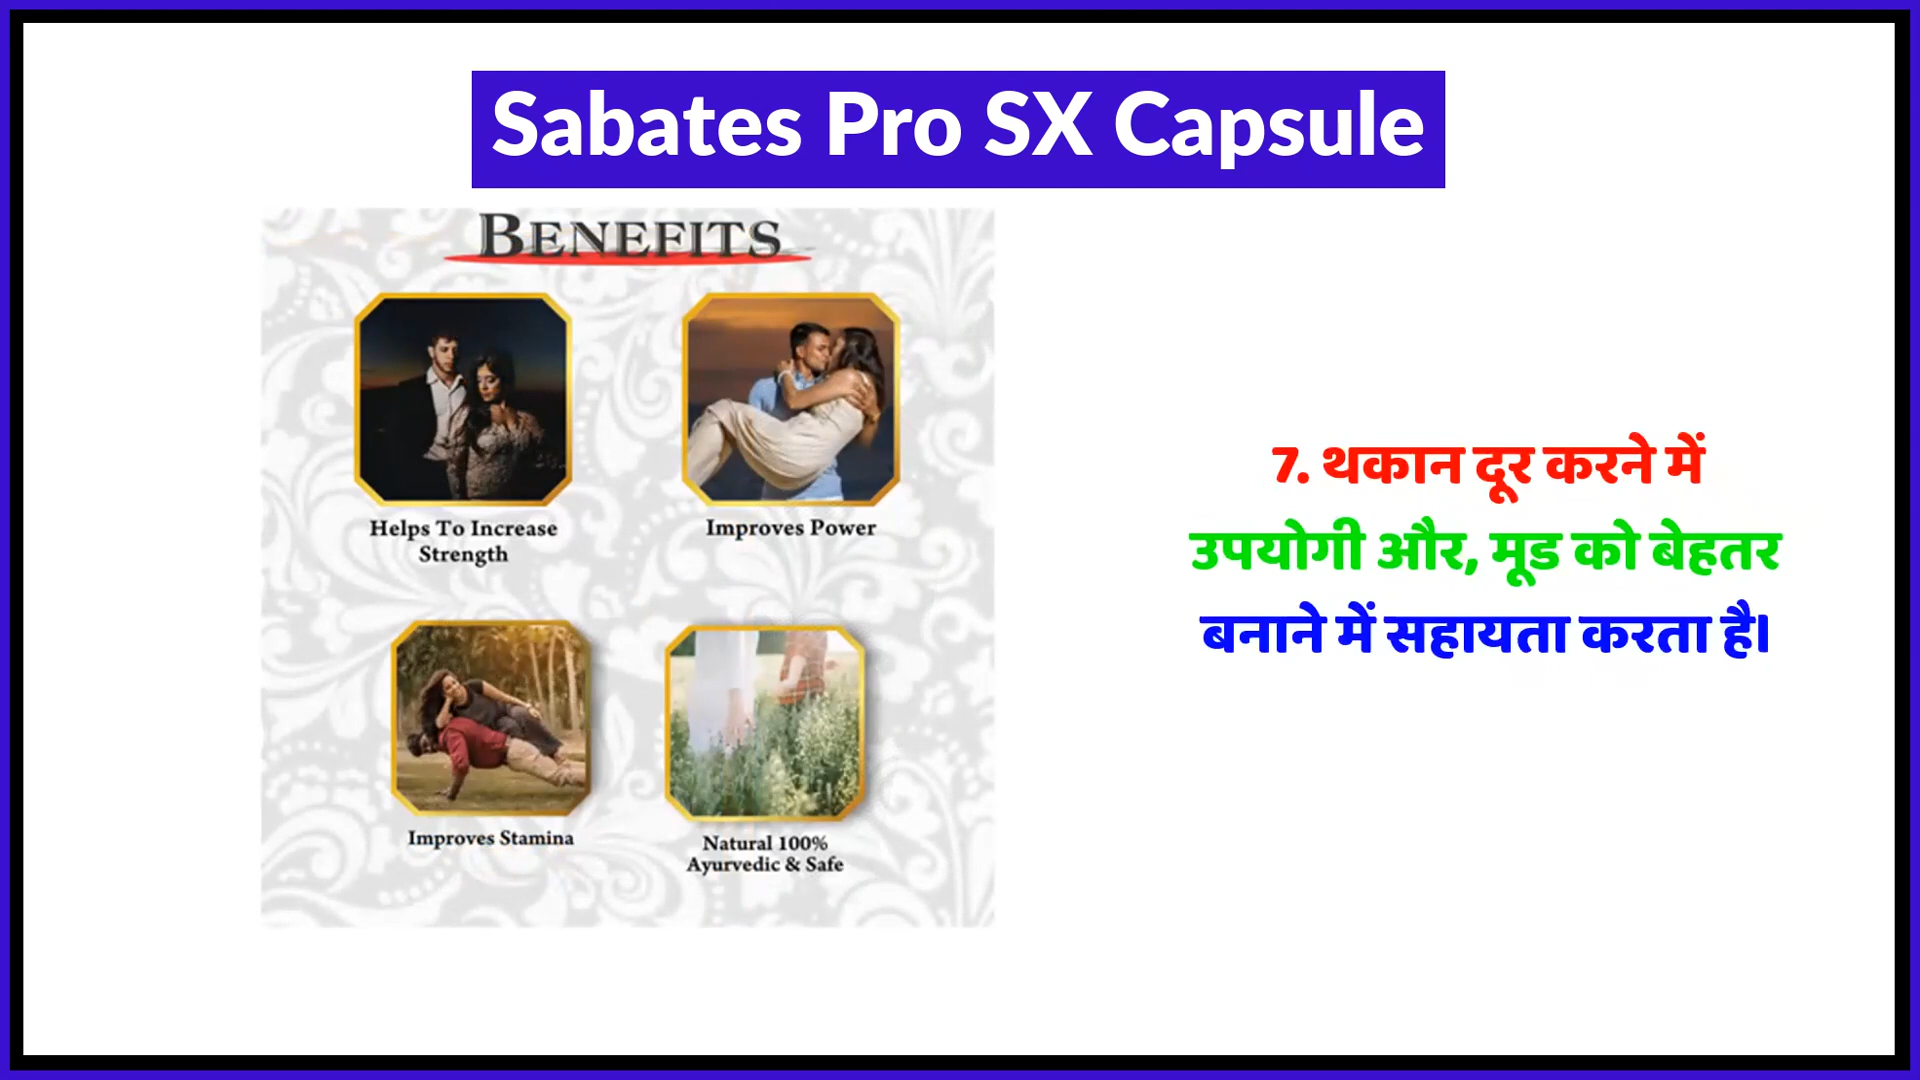 Sabates Pro SX Capsule
BENEFITS
Helps To Increase
Strength
Improves Power
Improves Stamina
Natural 100%
Ayurvedic & Safe
7. थकान दूर करने में
उपयोगी और, मूड को बेहतर
बनाने में सहायता करता है।